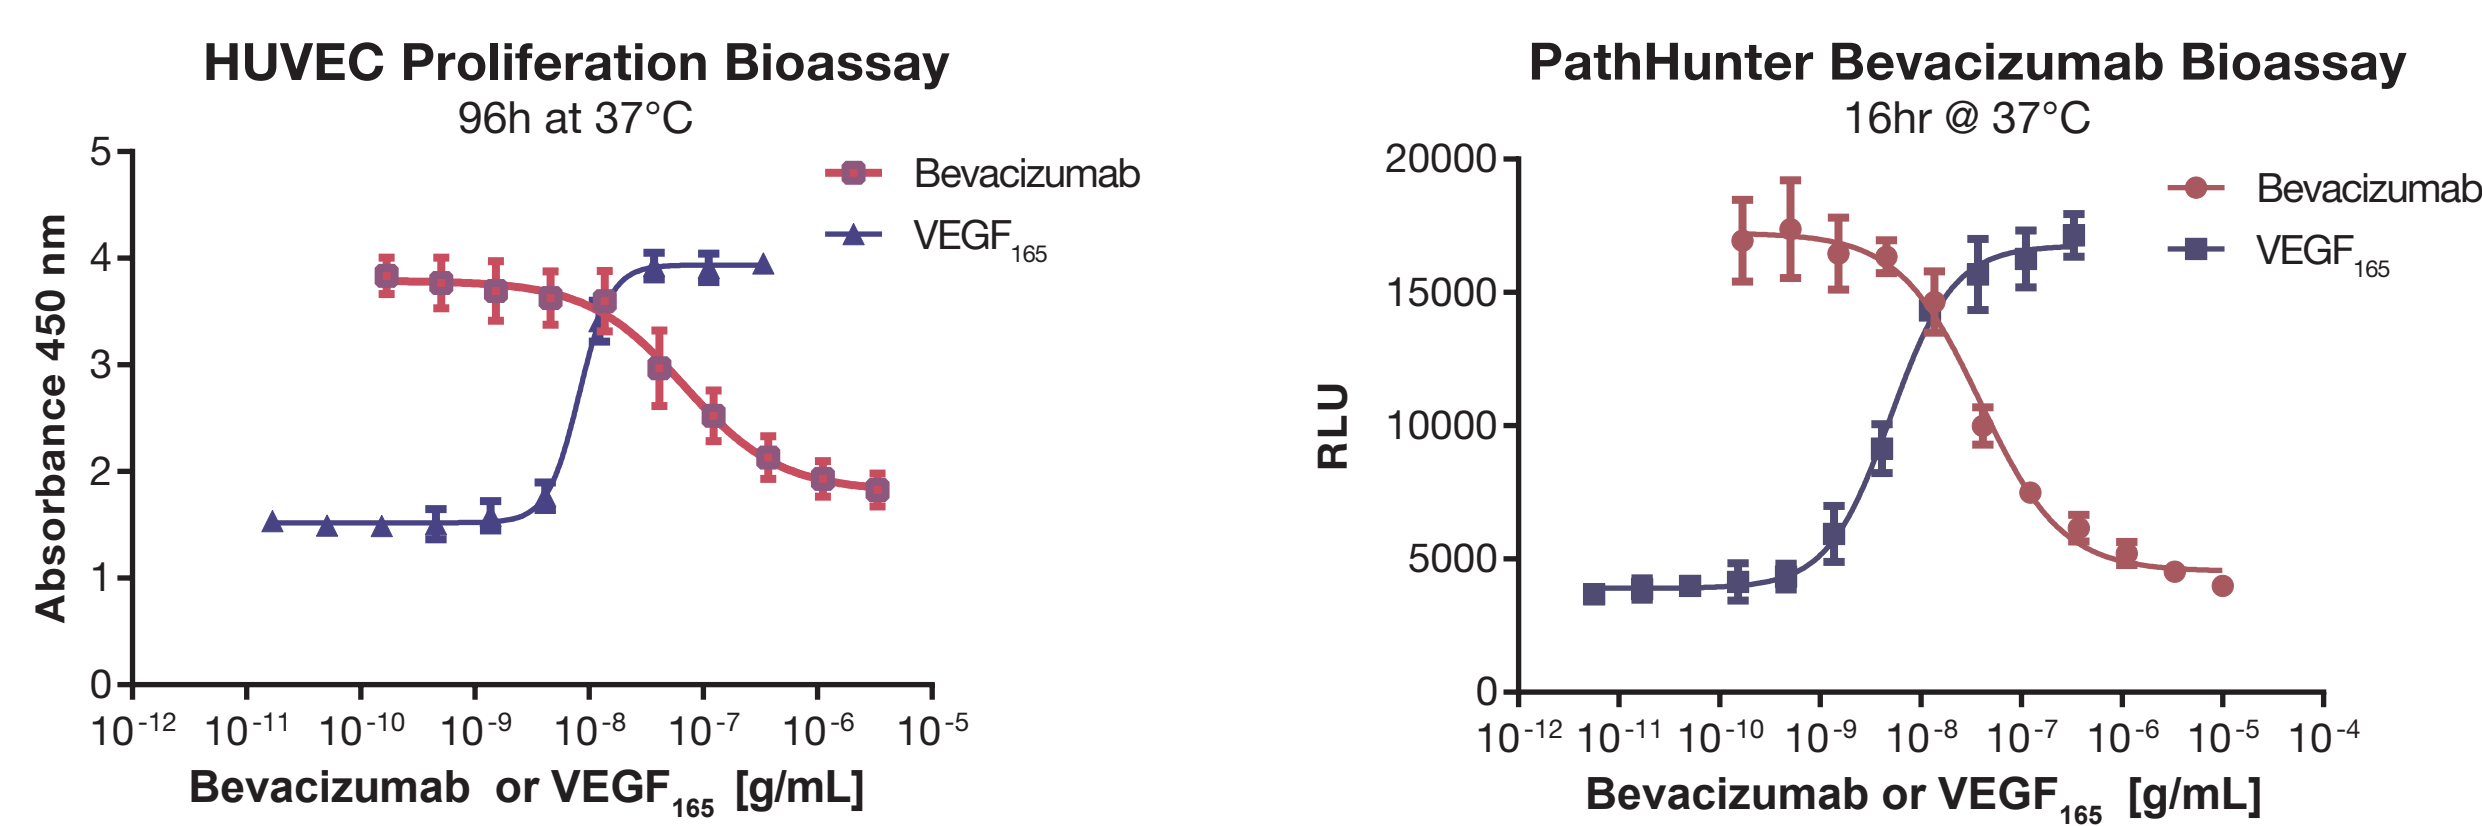 HUVEC Proliferation Bioassay
96h at 37°C
Bevacizumab
VEGF165
Absorbance 450 nm
5
4
3
2
1
0
10-12 10-11 10-10 10-9 10-8 10-7 10-6 10-5
Bevacizumab or VEGF165 [g/mL]
PathHunter Bevacizumab Bioassay
16hr @ 37°C
Bevacizumab
VEGF165
RLU
20000
15000
10000
5000
0
10-12 10-11 10-10 10-9 10-8 10-7 10-6 10-5 10-4
Bevacizumab or VEGF165 [g/mL]